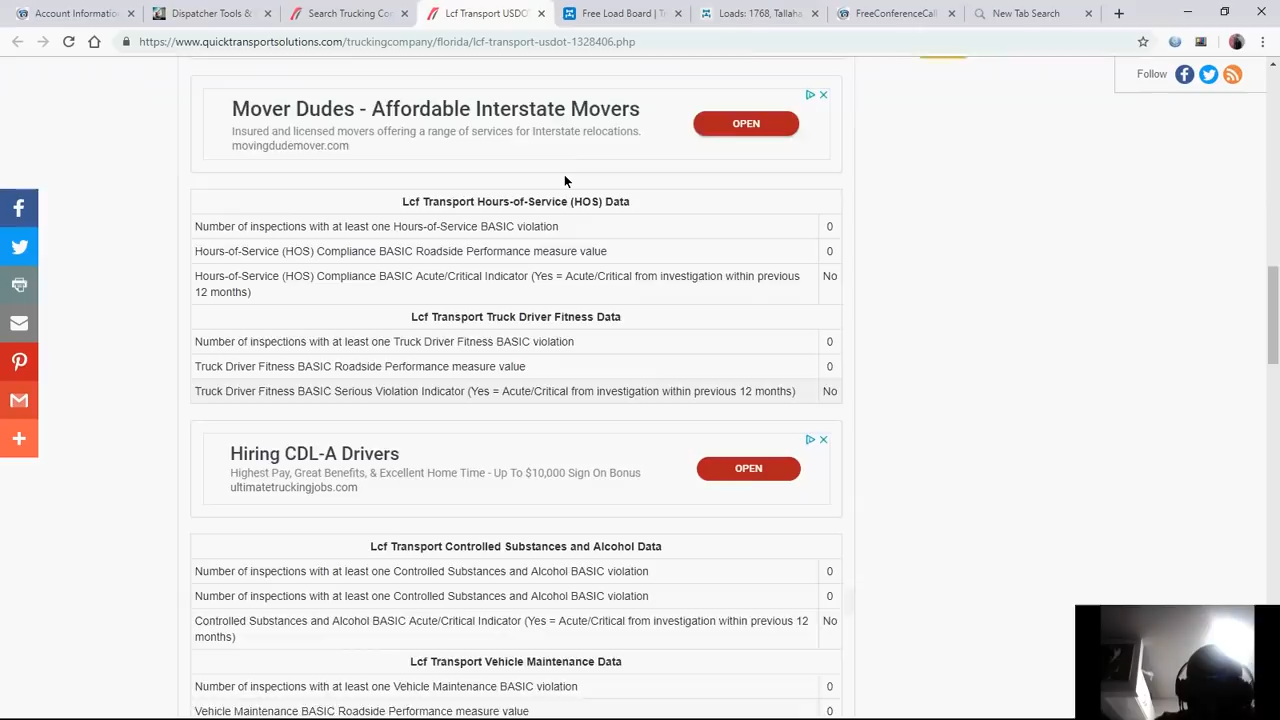 Account Information
Dispatcher Tools &
Search Trucking Co
Lcf Transport USDO
Free Load Board | T
Loads: 1768, Tallaha
FreeConferenceCall
New Tab Search
https://www.quicktransportsolutions.com/truckingcompany/florida/lcf-transport-usdot-1328406.php
Follow
Mover Dudes - Affordable Interstate Movers
Insured and licensed movers offering a range of services for Interstate relocations.
movingdudemover.com
OPEN
Lcf Transport Hours-of-Service (HOS) Data
Number of inspections with at least one Hours-of-Service BASIC violation 0
Hours-of-Service (HOS) Compliance BASIC Roadside Performance measure value 0
Hours-of-Service (HOS) Compliance BASIC Acute/Critical Indicator (Yes = Acute/Critical from investigation within previous No
12 months)
Lcf Transport Truck Driver Fitness Data
Number of inspections with at least one Truck Driver Fitness BASIC violation 0
Truck Driver Fitness BASIC Roadside Performance measure value 0
Truck Driver Fitness BASIC Serious Violation Indicator (Yes = Acute/Critical from investigation within previous 12 months) No
Hiring CDL-A Drivers
Highest Pay, Great Benefits, & Excellent Home Time - Up To $10,000 Sign On Bonus
ultimatetruckingjobs.com
OPEN
Lcf Transport Controlled Substances and Alcohol Data
Number of inspections with at least one Controlled Substances and Alcohol BASIC violation 0
Number of inspections with at least one Controlled Substances and Alcohol BASIC violation 0
Controlled Substances and Alcohol BASIC Acute/Critical Indicator (Yes = Acute/Critical from investigation within previous 12 No
months)
Lcf Transport Vehicle Maintenance Data
Number of inspections with at least one Vehicle Maintenance BASIC violation 0
Vehicle Maintenance BASIC Roadside Performance measure value 0